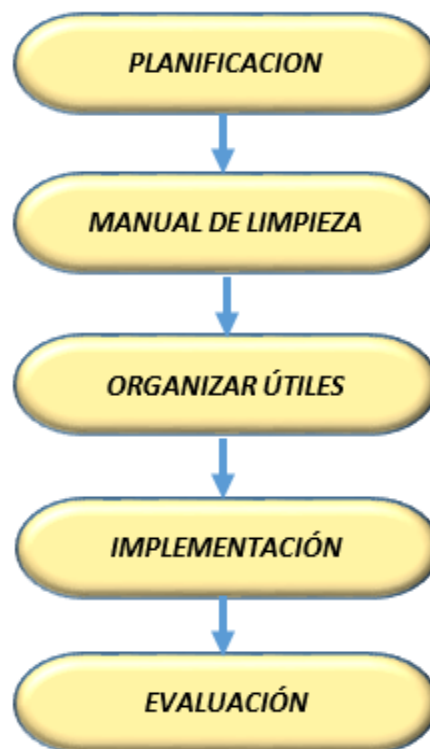 PLANIFICACION
MANUAL DE LIMPIEZA
ORGANIZAR ÚTILES
IMPLEMENTACIÓN
EVALUACIÓN